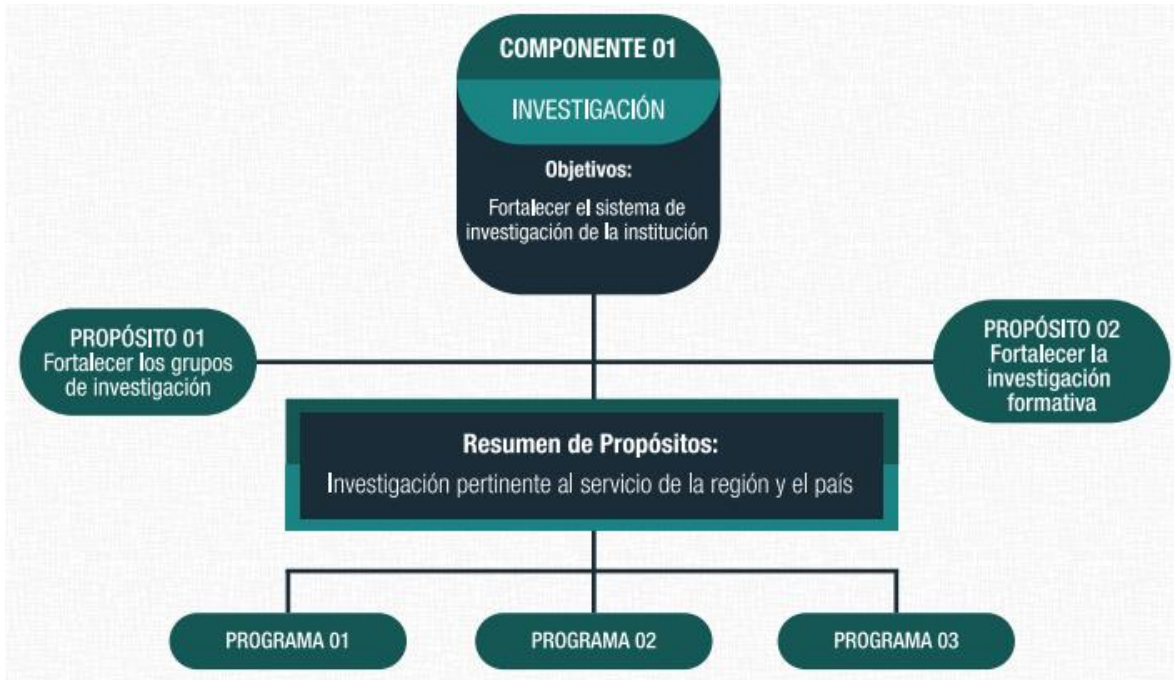 COMPONENTE 01
INVESTIGACIÓN
Objetivos:
Fortalecer el sistema de
investigación de la institución
PROPÓSITO 01
Fortalecer los grupos
de investigación
PROPÓSITO 02
Fortalecer la
investigación
formativa
Resumen de Propósitos:
Investigación pertinente al servicio de la región y el país
PROGRAMA 01
PROGRAMA 02
PROGRAMA 03